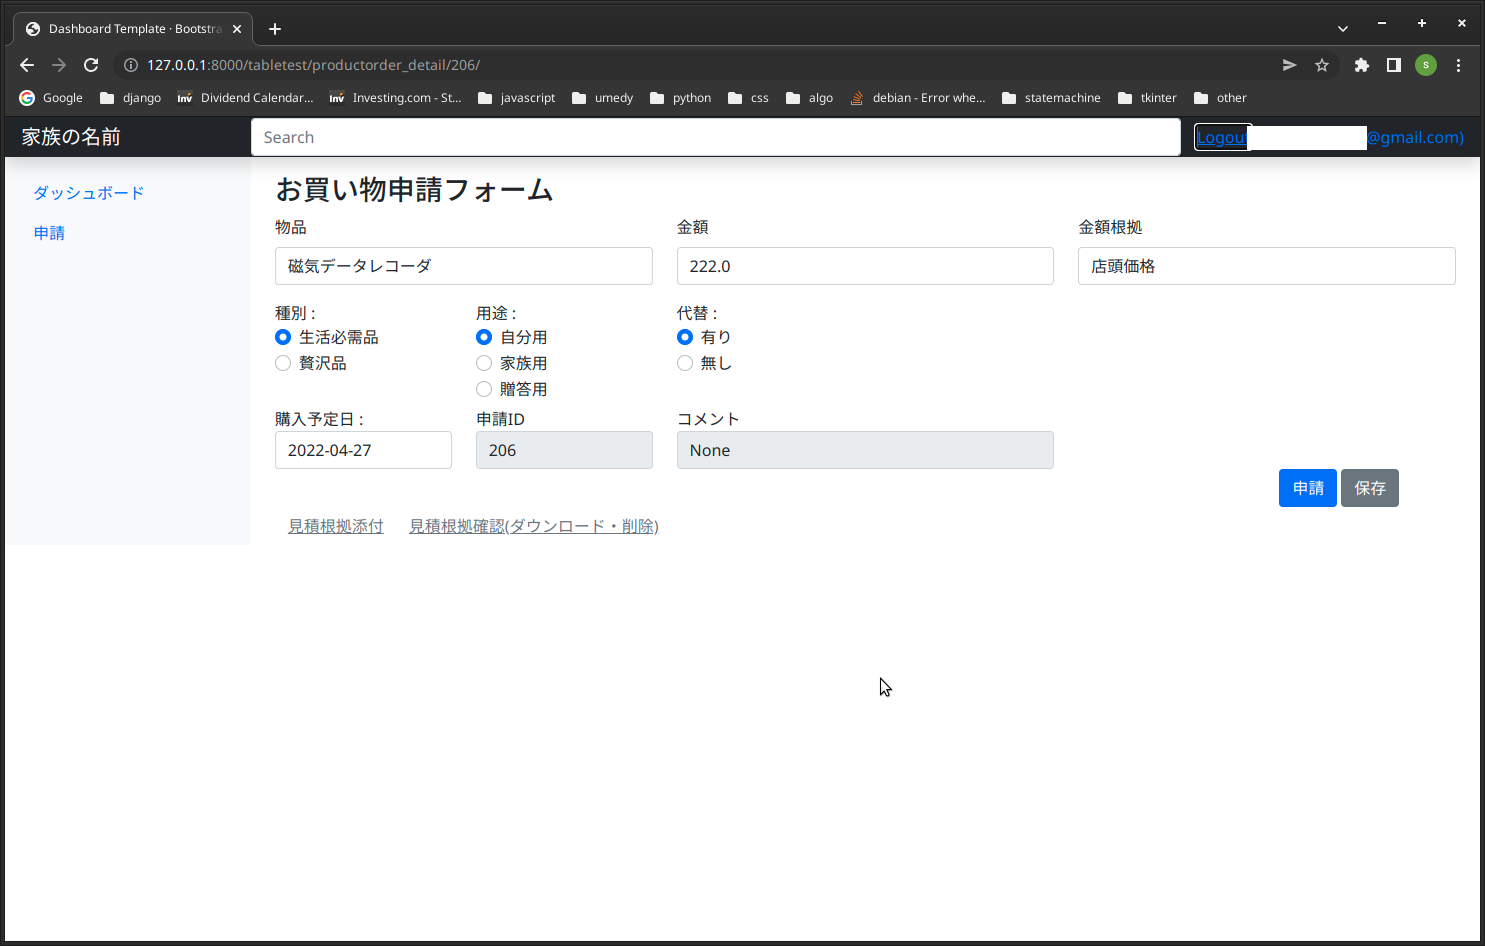 Dashboard Template · Bootstra
127.0.0.1:8000/tabletest/productorder_detail/206/
S
Google django Dividend Calendar... Investing.com - St... javascript umedy python css algo debian - Error whe... statemachine tkinter other
家族の名前 Search Logout @gmail.com)
ダッシュボード
申請
お買い物申請フォーム
物品 金額 金額根拠
磁気データレコーダ 222.0 店頭価格
種別 : 用途 : 代替 :
生活必需品 自分用 有り
贅沢品 家族用 無し
贈答用
購入予定日 : 申請ID コメント
2022-04-27 206 None
申請 保存
見積根拠添付 見積根拠確認(ダウンロード・削除)